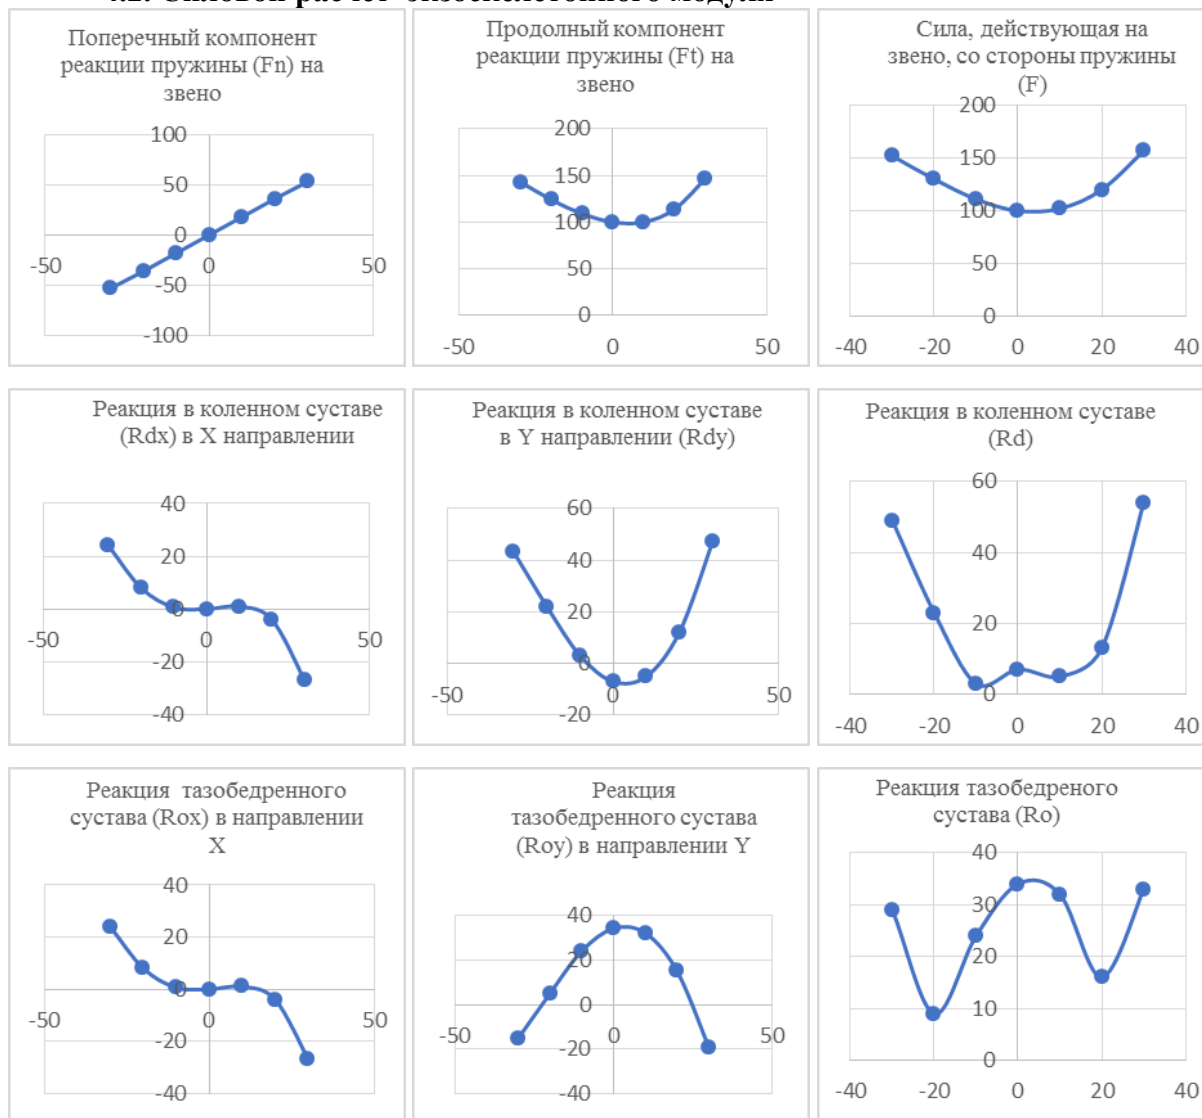 Силовой расчет экзоскелетонного модуля
Поперечный компонент
реакции пружины (Fn) на
звено
100
50
0
-50 0 50
-50
-100
Продолный компонент
реакции пружины (Ft) на
звено
200
150
100
50
0
-50 0 50
Сила, действующая на
звено, со стороны пружины
(F)
200
150
100
50
0
-40 -20 0 20 40
Реакция в коленном суставе
(Rdx) в X направлении
40
20
0
-50 0 50
-20
-40
Реакция в коленном суставе
в Y направлении (Rdy)
60
40
20
0
-50 0 50
-20
Реакция в коленном суставе
(Rd)
60
40
20
0
-40 -20 0 20 40
Реакция тазобедренного
сустава (Rox) в направлении
X
40
20
0
-50 0 50
-20
-40
Реакция
тазобедренного сустава
(Roy) в направлении Y
40
20
0
-50 0 50
-20
-40
Реакция тазобедреного
сустава (Ro)
40
30
20
10
0
-40 -20 0 20 40